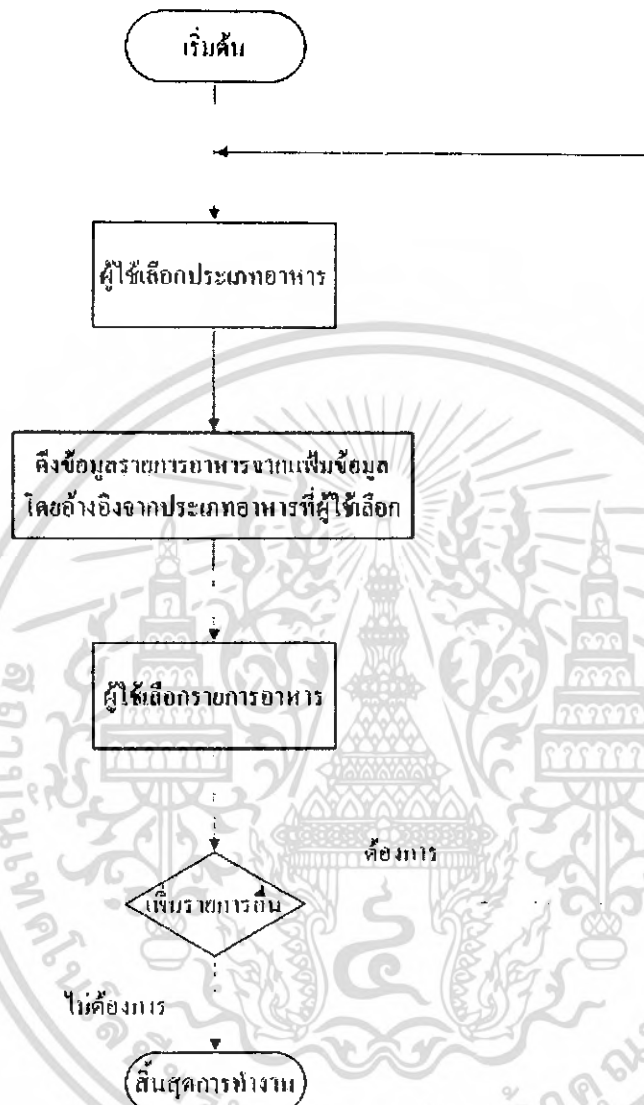 เริ่มต้น
ผู้ใช้เลือกประเภทอาหาร
ดึงข้อมูลรายการอาหารจากแฟ้มข้อมูล
โดยอ้างอิงจากประเภทอาหารที่ผู้ใช้เลือก
ผู้ใช้เลือกรายการอาหาร
ต้องการ
เพิ่มรายการอื่น
ไม่ต้องการ
สิ้นสุดการทำงาน